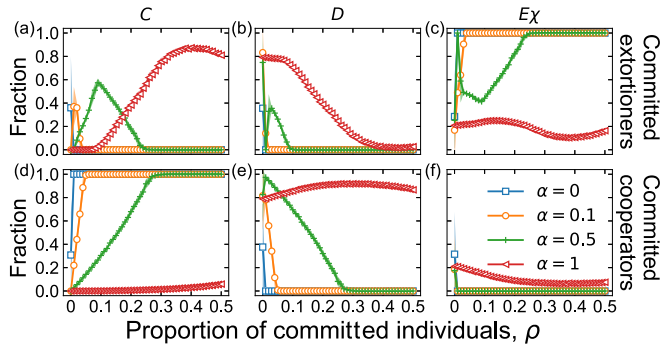 C D Eχ
(a) (b) (c)
1.0
0.8
0.6
0.4
0.2
0.0
Fraction
Committed
extortioners
(d) (e) (f)
1.0
0.8
0.6
0.4
0.2
0.0
Fraction
α = 0
α = 0.1
α = 0.5
α = 1
Committed
cooperators
0 0.1 0.2 0.3 0.4 0.5 0 0.1 0.2 0.3 0.4 0.5 0 0.1 0.2 0.3 0.4 0.5
Proportion of committed individuals, ρ